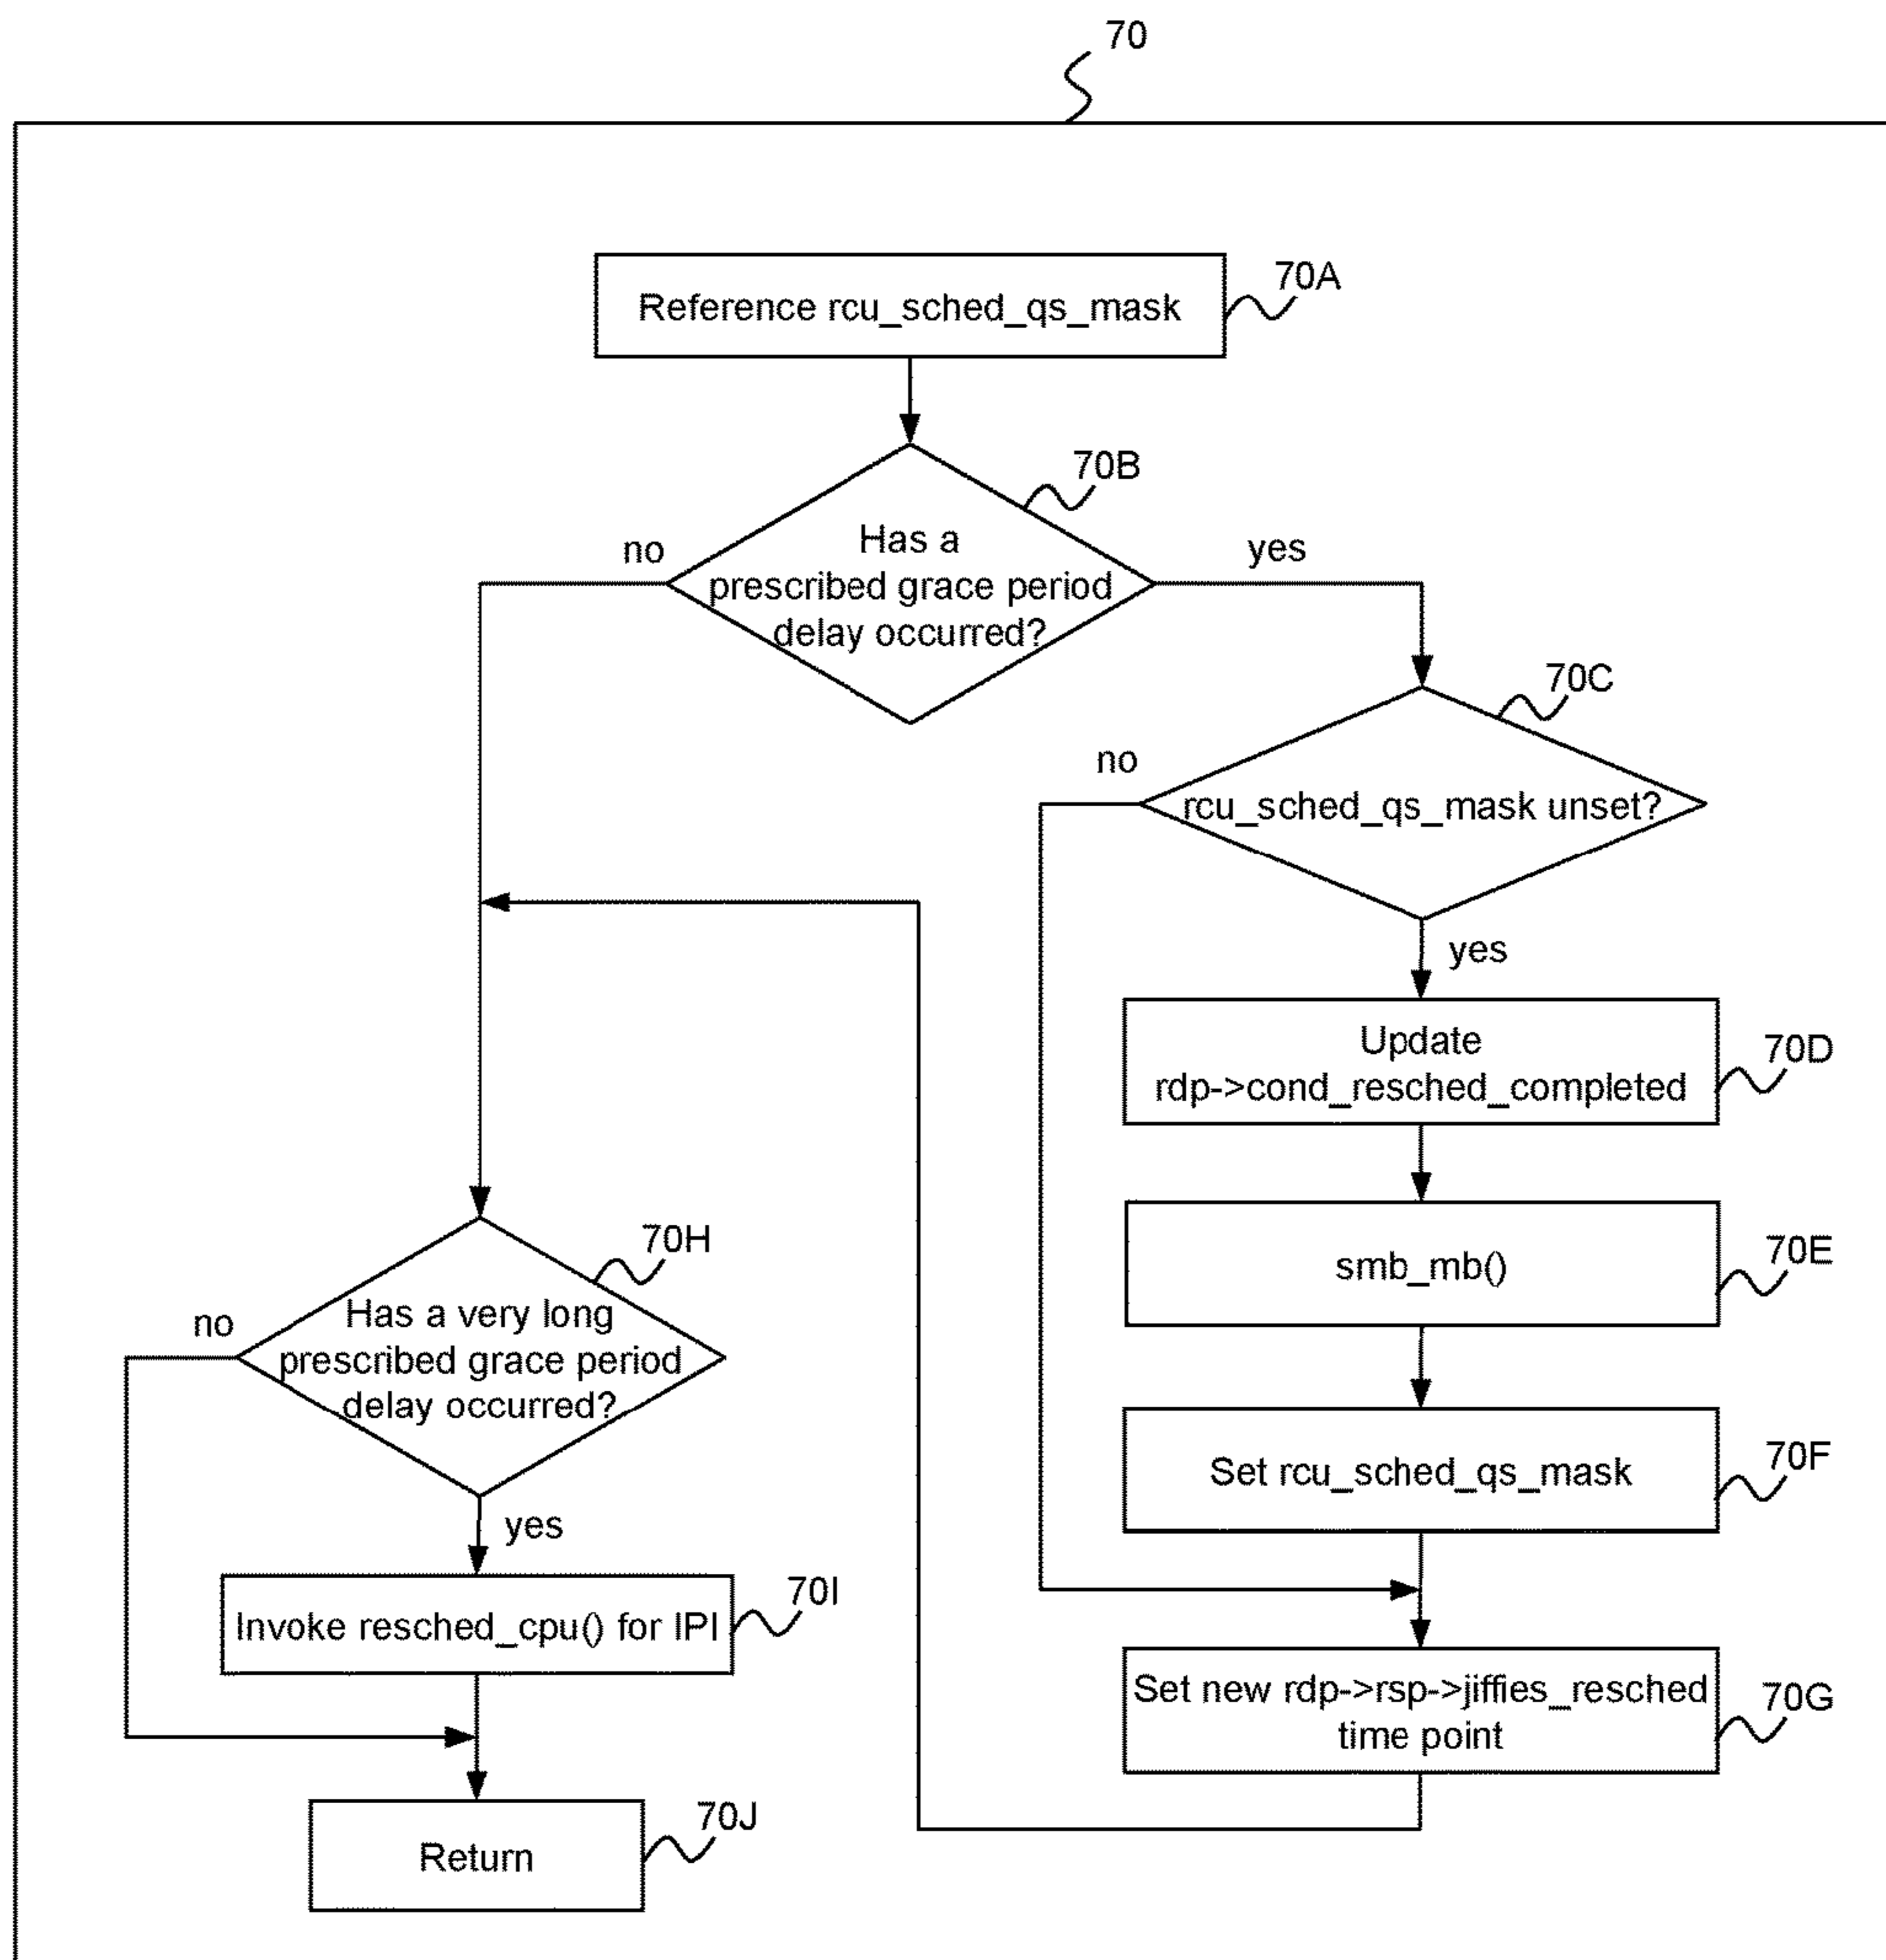 70
Reference rcu_sched_qs_mask
70A
70B
Has a
prescribed grace period
delay occurred?
no
yes
70C
rcu_sched_qs_mask unset?
no
yes
Update
rdp->cond_resched_completed
70D
smb_mb()
70E
Set rcu_sched_qs_mask
70F
Set new rdp->rsp->jiffies_resched
time point
70G
70H
Has a very long
prescribed grace period
delay occurred?
no
yes
Invoke resched_cpu() for IPI
70I
Return
70J